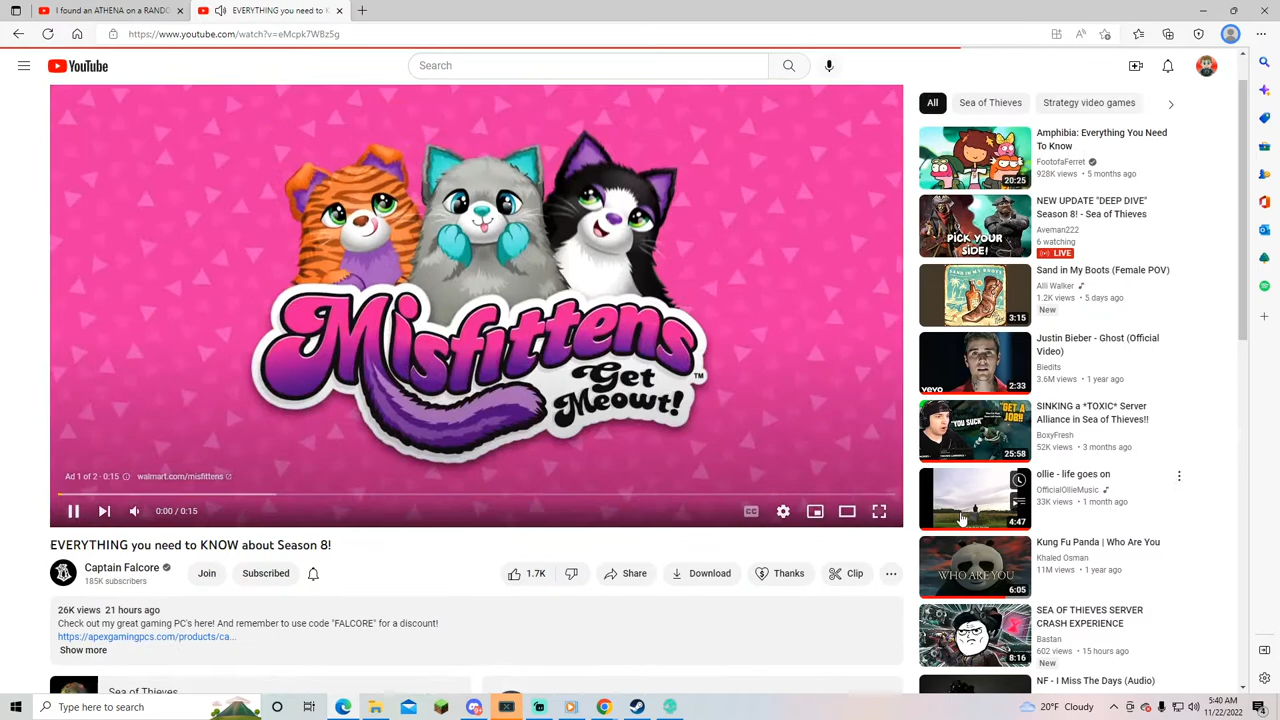 I found an ATHENA on a RANDO
EVERYTHING you need to K
https://www.youtube.com/watch?v=eMcpk7WBz5g
YouTube
Search
Misfittens™
Get
Meowt!
Ad 1 of 2 · 0:15
walmart.com/misfittens
0:00 / 0:15
CC
EVERYTHING you need to KNOW about Season 8!
Captain Falcore
185K subscribers
Join
Subscribed
1.7K
Share
Download
Thanks
Clip
26K views 21 hours ago
Check out my great gaming PC's here! And remember to use code "FALCORE" for a discount!
https://apexgamingpcs.com/products/ca...
Show more
Sea of Thieves
All
Sea of Thieves
Strategy video games
20:25
Amphibia: Everything You Need
To Know
FootofaFerret
928K views • 5 months ago
PICK YOUR
SIDE!
NEW UPDATE "DEEP DIVE"
Season 8! - Sea of Thieves
Aveman222
6 watching
LIVE
3:15
Sand in My Boots (Female POV)
Alli Walker
1.2K views • 5 days ago
New
vevo
2:33
Justin Bieber - Ghost (Official
Video)
Biedits
3.6M views • 1 year ago
"YOU SUCK"
"GET A
JOB!!
25:58
SINKING a *TOXIC* Server
Alliance in Sea of Thieves!!
BoxyFresh
52K views • 3 months ago
4:47
ollie - life goes on
OfficialOllieMusic
33K views • 1 month ago
WHO ARE YOU
6:05
Kung Fu Panda | Who Are You
Khaled Osman
11M views • 1 year ago
8:16
SEA OF THIEVES SERVER
CRASH EXPERIENCE
Bastan
602 views • 15 hours ago
New
NF - I Miss The Days (Audio)
Type here to search
20°F Cloudy
5:40 AM
11/22/2022
4